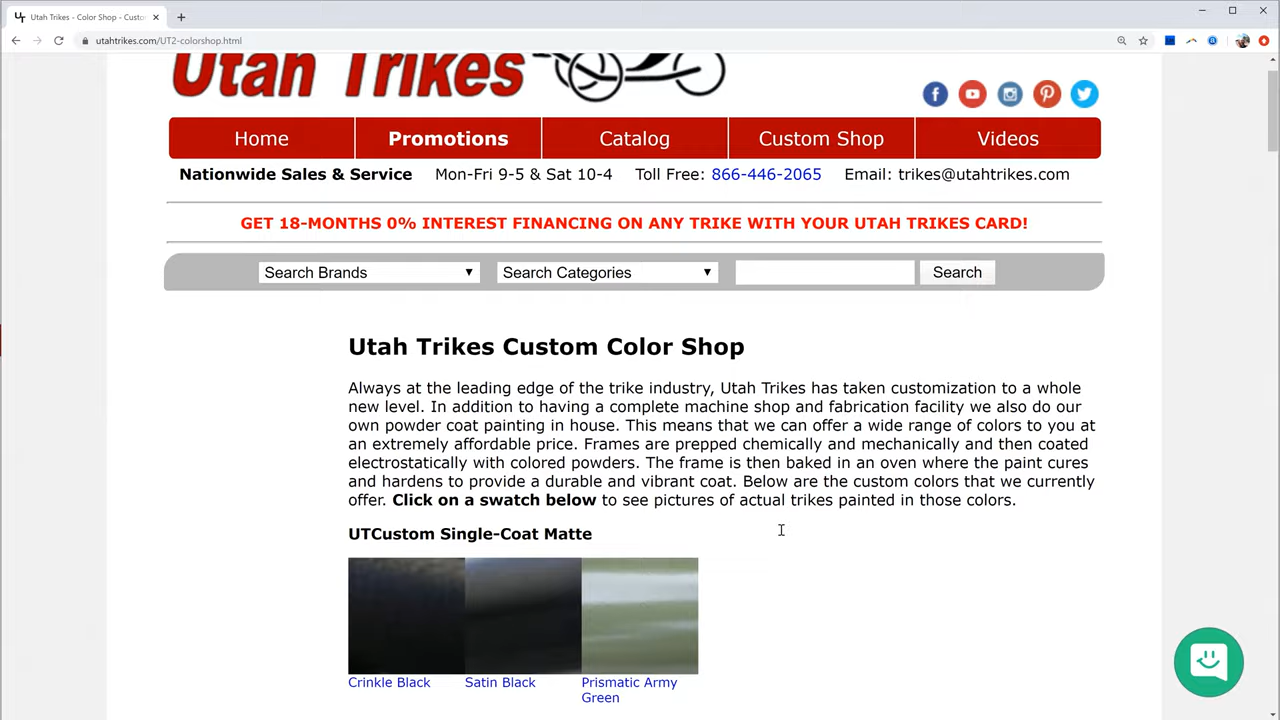 Utah Trikes - Color Shop - Custo
utahtrikes.com/UT2-colorshop.html
Utah Trikes
Home Promotions Catalog Custom Shop Videos
Nationwide Sales & Service Mon-Fri 9-5 & Sat 10-4 Toll Free: 866-446-2065 Email: trikes@utahtrikes.com
GET 18-MONTHS 0% INTEREST FINANCING ON ANY TRIKE WITH YOUR UTAH TRIKES CARD!
Search Brands Search Categories Search
Utah Trikes Custom Color Shop
Always at the leading edge of the trike industry, Utah Trikes has taken customization to a whole
new level. In addition to having a complete machine shop and fabrication facility we also do our
own powder coat painting in house. This means that we can offer a wide range of colors to you at
an extremely affordable price. Frames are prepped chemically and mechanically and then coated
electrostatically with colored powders. The frame is then baked in an oven where the paint cures
and hardens to provide a durable and vibrant coat. Below are the custom colors that we currently
offer. Click on a swatch below to see pictures of actual trikes painted in those colors.
UTCustom Single-Coat Matte
Crinkle Black Satin Black Prismatic Army
Green